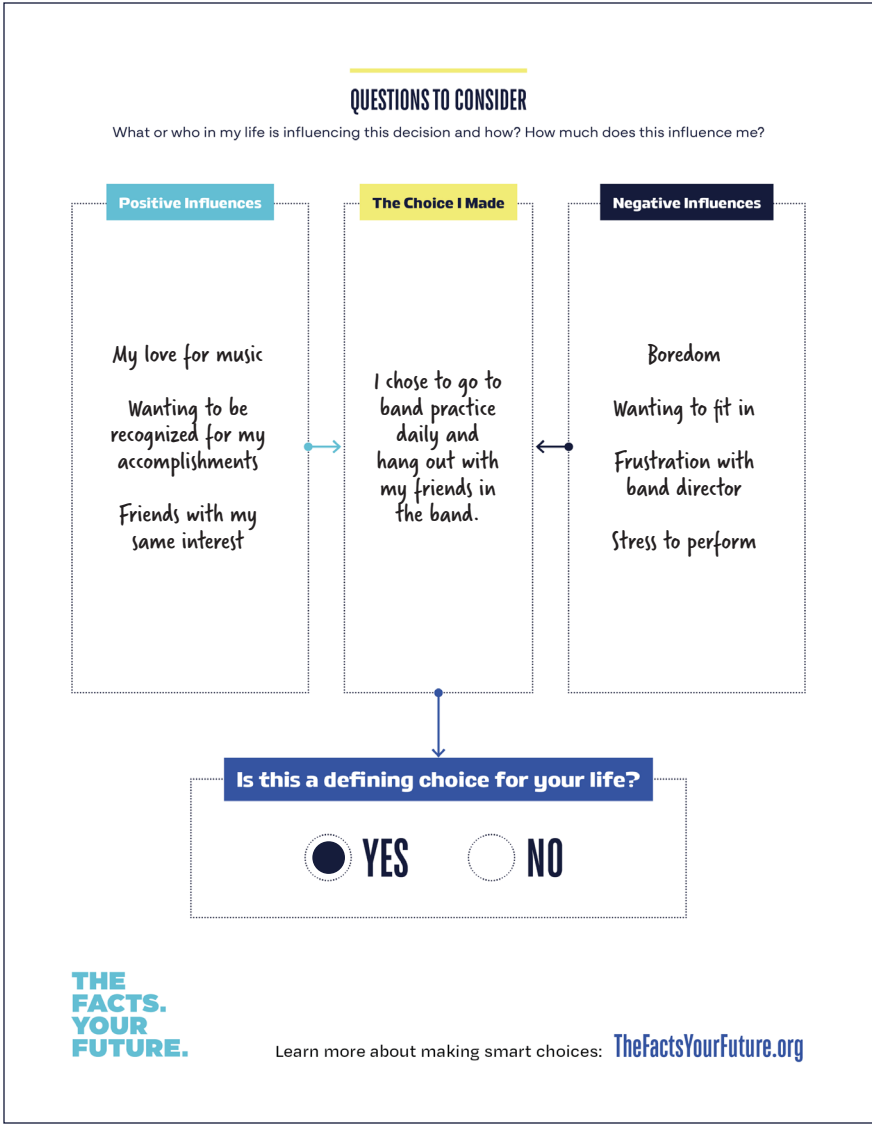 QUESTIONS TO CONSIDER
What or who in my life is influencing this decision and how? How much does this influence me?
Positive Influences
My love for music
Wanting to be
recognized for my
accomplishments
Friends with my
same interest
The Choice I Made
I chose to go to
band practice
daily and
hang out with
my friends in
the band.
Negative Influences
Boredom
Wanting to fit in
Frustration with
band director
Stress to perform
Is this a defining choice for your life?
YES NO
THE
FACTS.
YOUR
FUTURE.
Learn more about making smart choices: TheFactsYourFuture.org